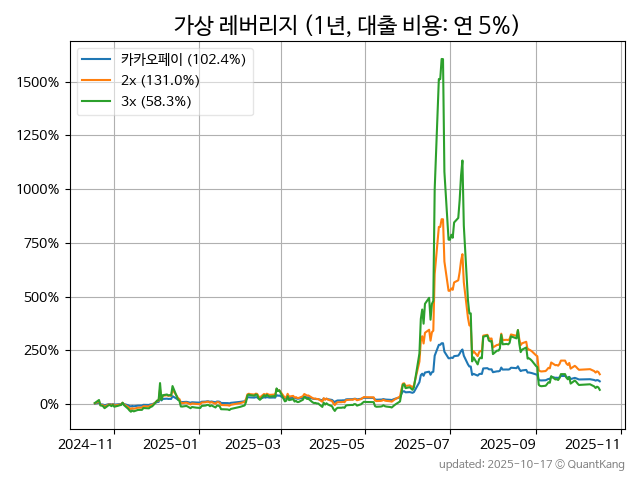 가상 레버리지 (1년, 대출 비용: 연 5%)
카카오페이 (102.4%)
2x (131.0%)
3x (58.3%)
1500%
1250%
1000%
750%
500%
250%
0%
2024-11 2025-01 2025-03 2025-05 2025-07 2025-09 2025-11
updated: 2025-10-17 © QuantKang